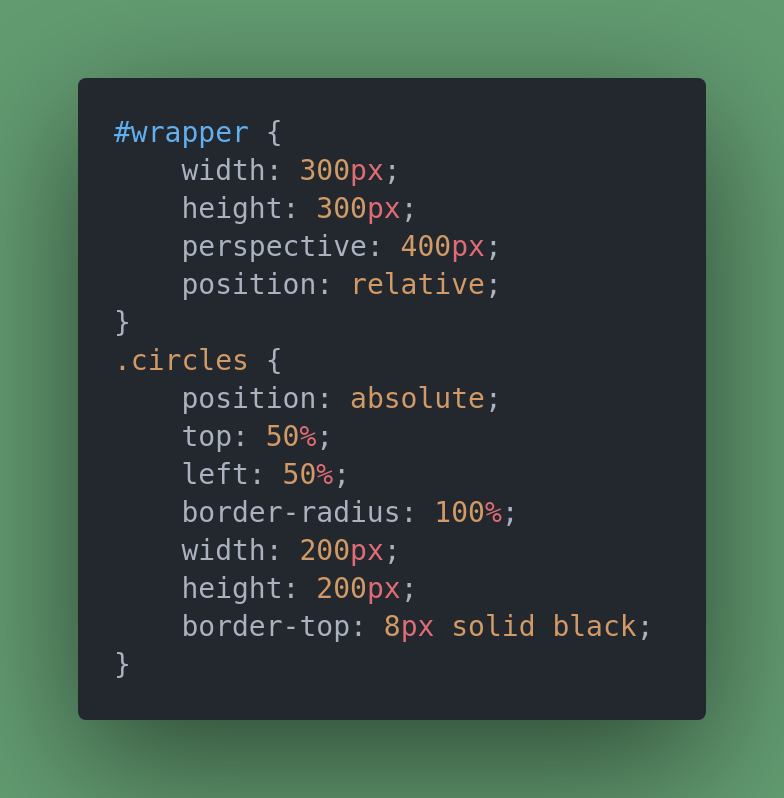 #wrapper {
    width: 300px;
    height: 300px;
    perspective: 400px;
    position: relative;
}
.circles {
    position: absolute;
    top: 50%;
    left: 50%;
    border-radius: 100%;
    width: 200px;
    height: 200px;
    border-top: 8px solid black;
}